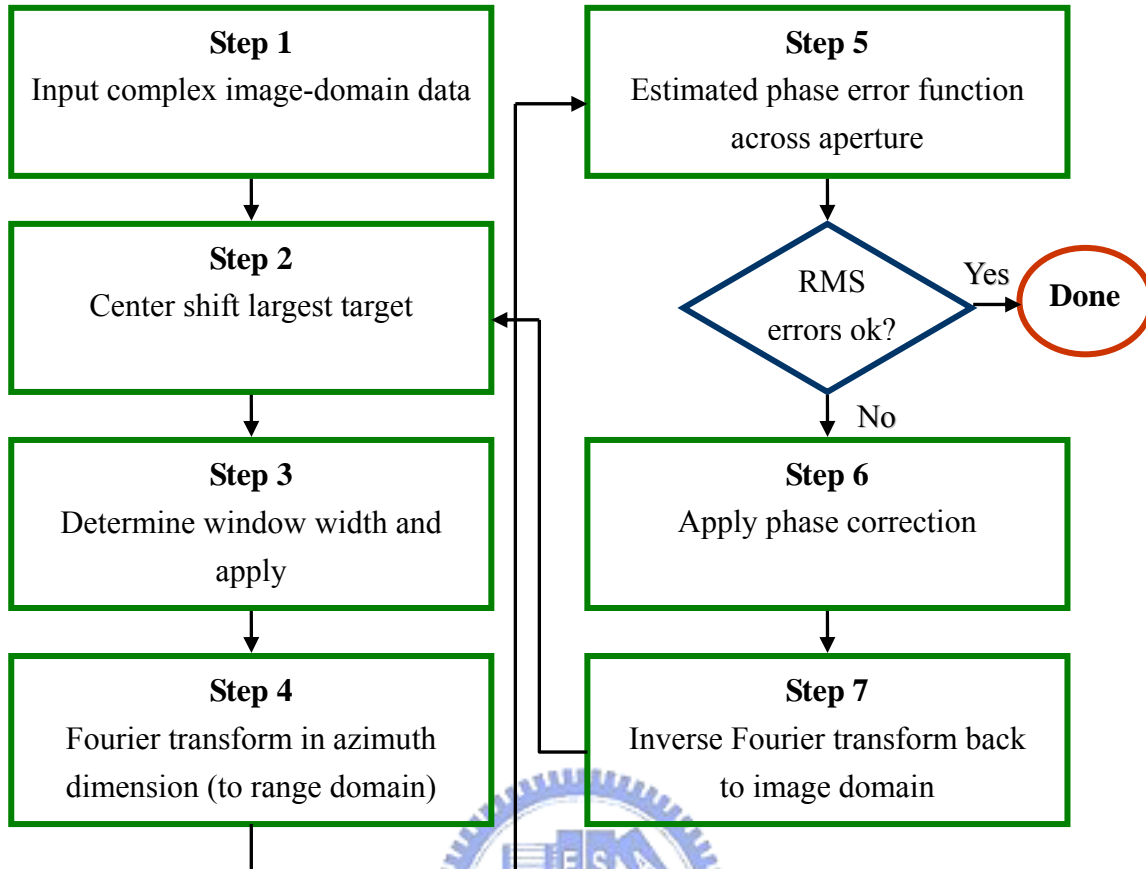 Step 1
Input complex image-domain data
Step 2
Center shift largest target
Step 3
Determine window width and
apply
Step 4
Fourier transform in azimuth
dimension (to range domain)
Step 5
Estimated phase error function
across aperture
RMS
errors ok?
Yes
Done
No
Step 6
Apply phase correction
Step 7
Inverse Fourier transform back
to image domain